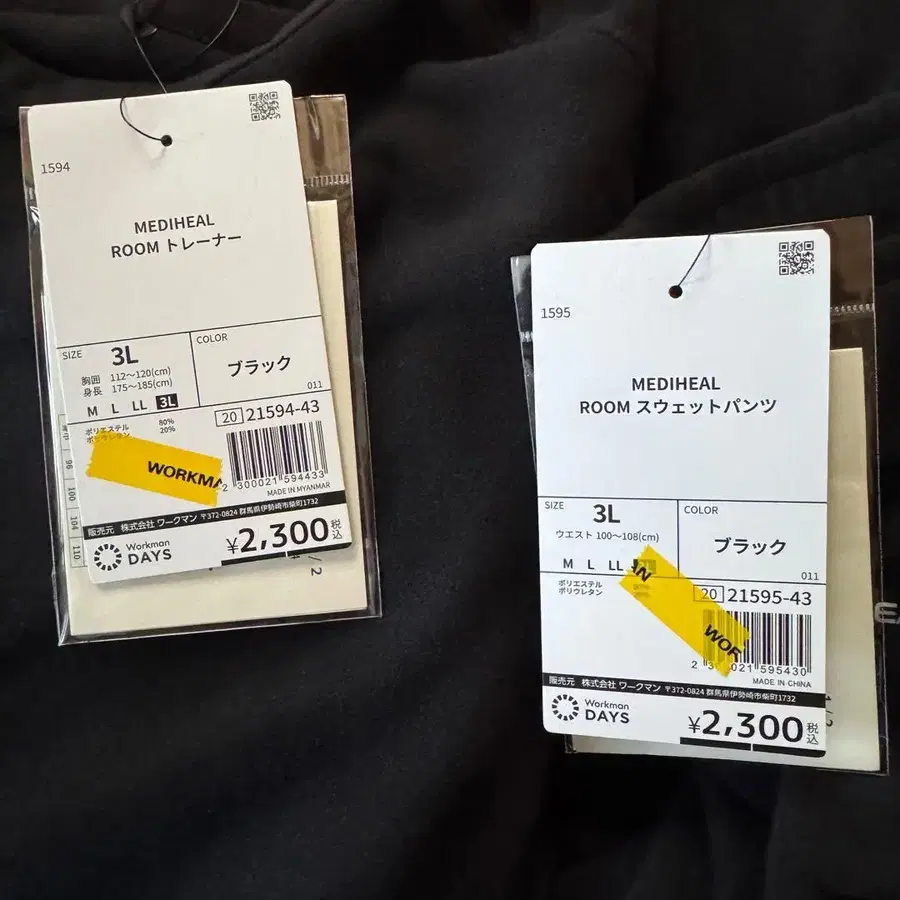 1594
MEDIHEAL
ROOM トレーナー
SIZE
3L
胸囲 112～120(cm)
身長 175～185(cm)
M L LL 3L
COLOR
ブラック
011
ポリエステル 80%
ポリウレタン 20%
20 21594-43
WORKMA
2 300021 594433
MADE IN MYANMAR
販売元 株式会社 ワークマン 〒372-0824 群馬県伊勢崎市柴町1732
Workman
DAYS
¥2,300 税込
96
100
104
110
1595
MEDIHEAL
ROOM スウェットパンツ
SIZE
3L
ウエスト 100～108(cm)
M L LL
COLOR
ブラック
011
ポリエステル
ポリウレタン
20 21595-43
AN
WOR
021 595430
MADE IN CHINA
販売元 株式会社 ワークマン 〒372-0824 群馬県伊勢崎市柴町1732
Workman
DAYS
¥2,300 税込